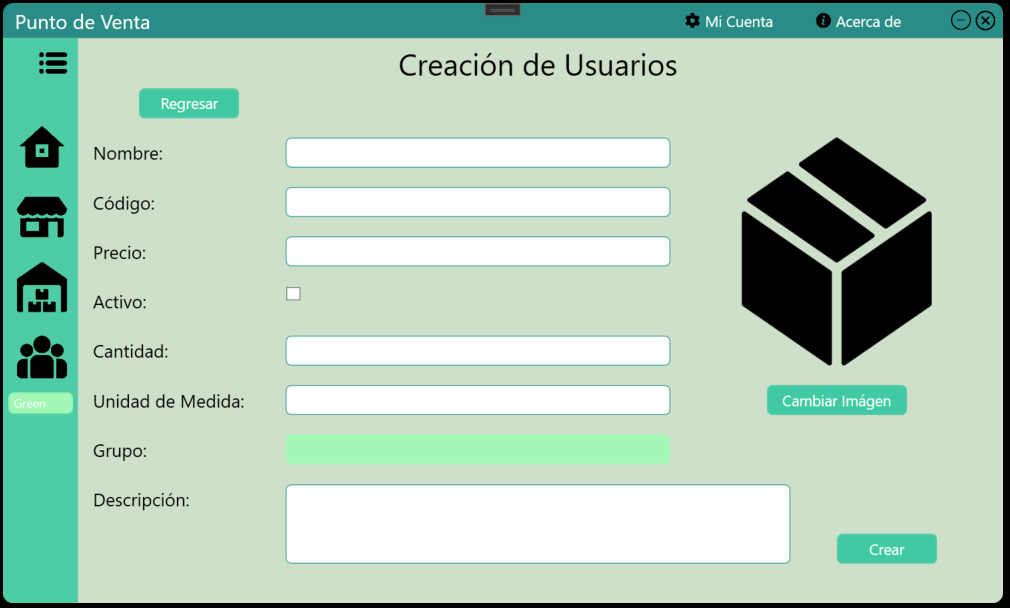 Punto de Venta
Mi Cuenta
Acerca de
Creación de Usuarios
Regresar
Nombre:
Código:
Precio:
Activo:
Cantidad:
Unidad de Medida:
Cambiar Imágen
Green
Grupo:
Descripción:
Crear